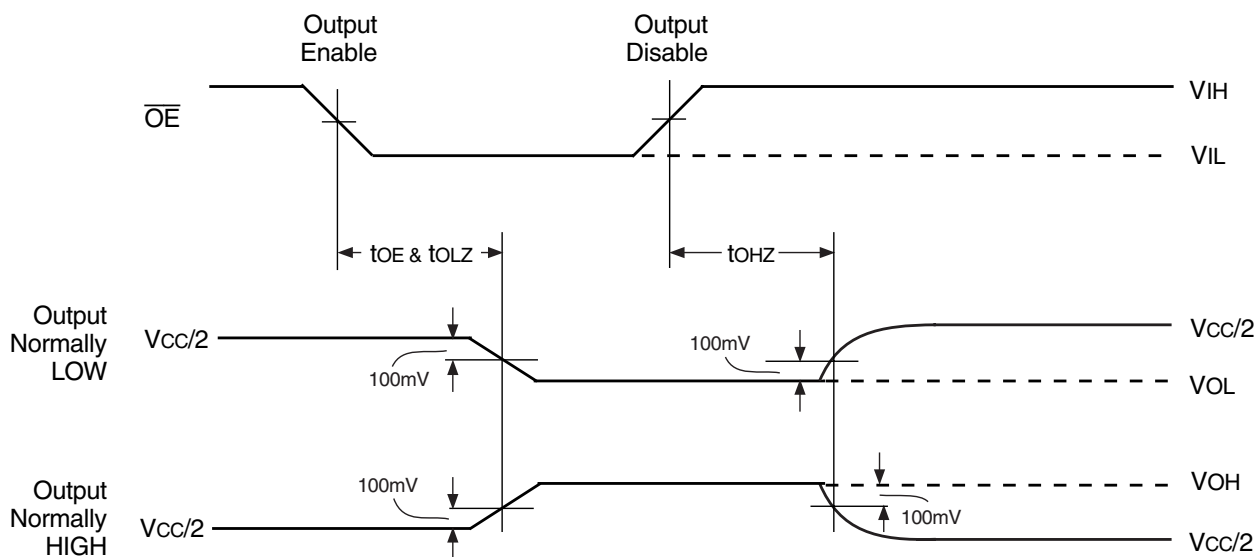 Output
Enable
Output
Disable
OE
VIH
VIL
tOE & tOLZ
tOHZ
Output
Normally
LOW
VCC/2
100mV
100mV
VCC/2
VOL
Output
Normally
HIGH
VCC/2
100mV
VOH
100mV
VCC/2